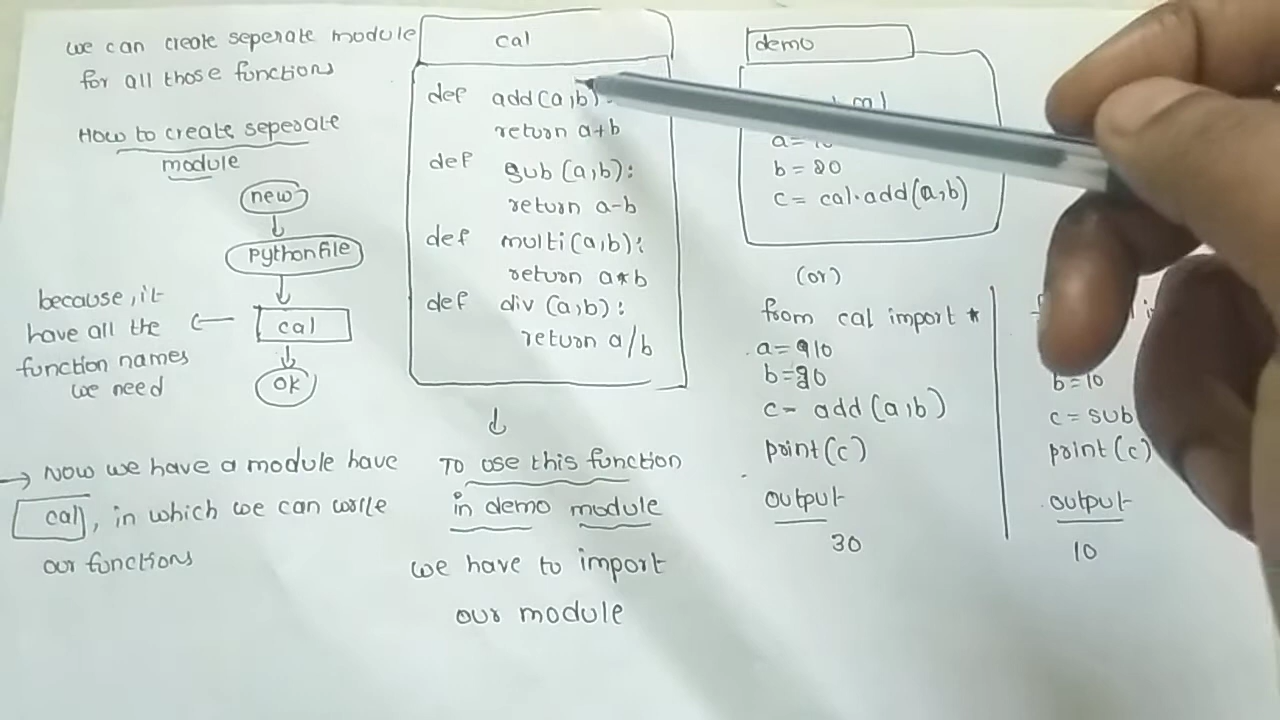 we can create seperate module
for all those functions
How to create seperate
module
new
Python file
cal
OK
because, it
have all the
function names
we need
→ Now we have a module have
cal, in which we can write
our functions
cal
def add(a,b):
return a+b
def sub(a,b):
return a-b
def multi(a,b):
return a*b
def div(a,b):
return a/b
To use this function
in demo module
we have to import
our module
demo
b = 20
c = cal.add(a,b)
(or)
from cal import *
a=10
b=20
c= add(a,b)
print(c)
output
30
b=10
c = sub
print(c)
output
10